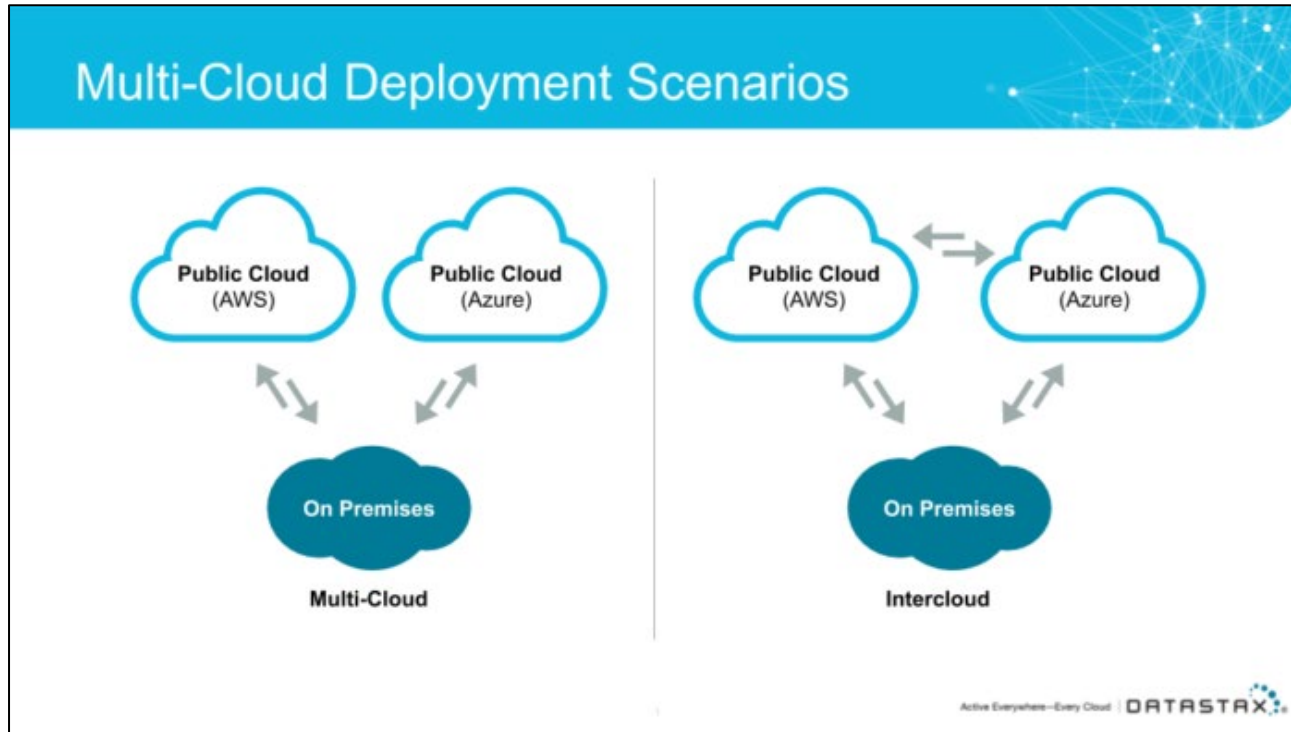 Multi-Cloud Deployment Scenarios
Public Cloud
(AWS)
Public Cloud
(Azure)
On Premises
Multi-Cloud
Public Cloud
(AWS)
Public Cloud
(Azure)
On Premises
Intercloud
Active Everywhere—Every Cloud | DATASTAX